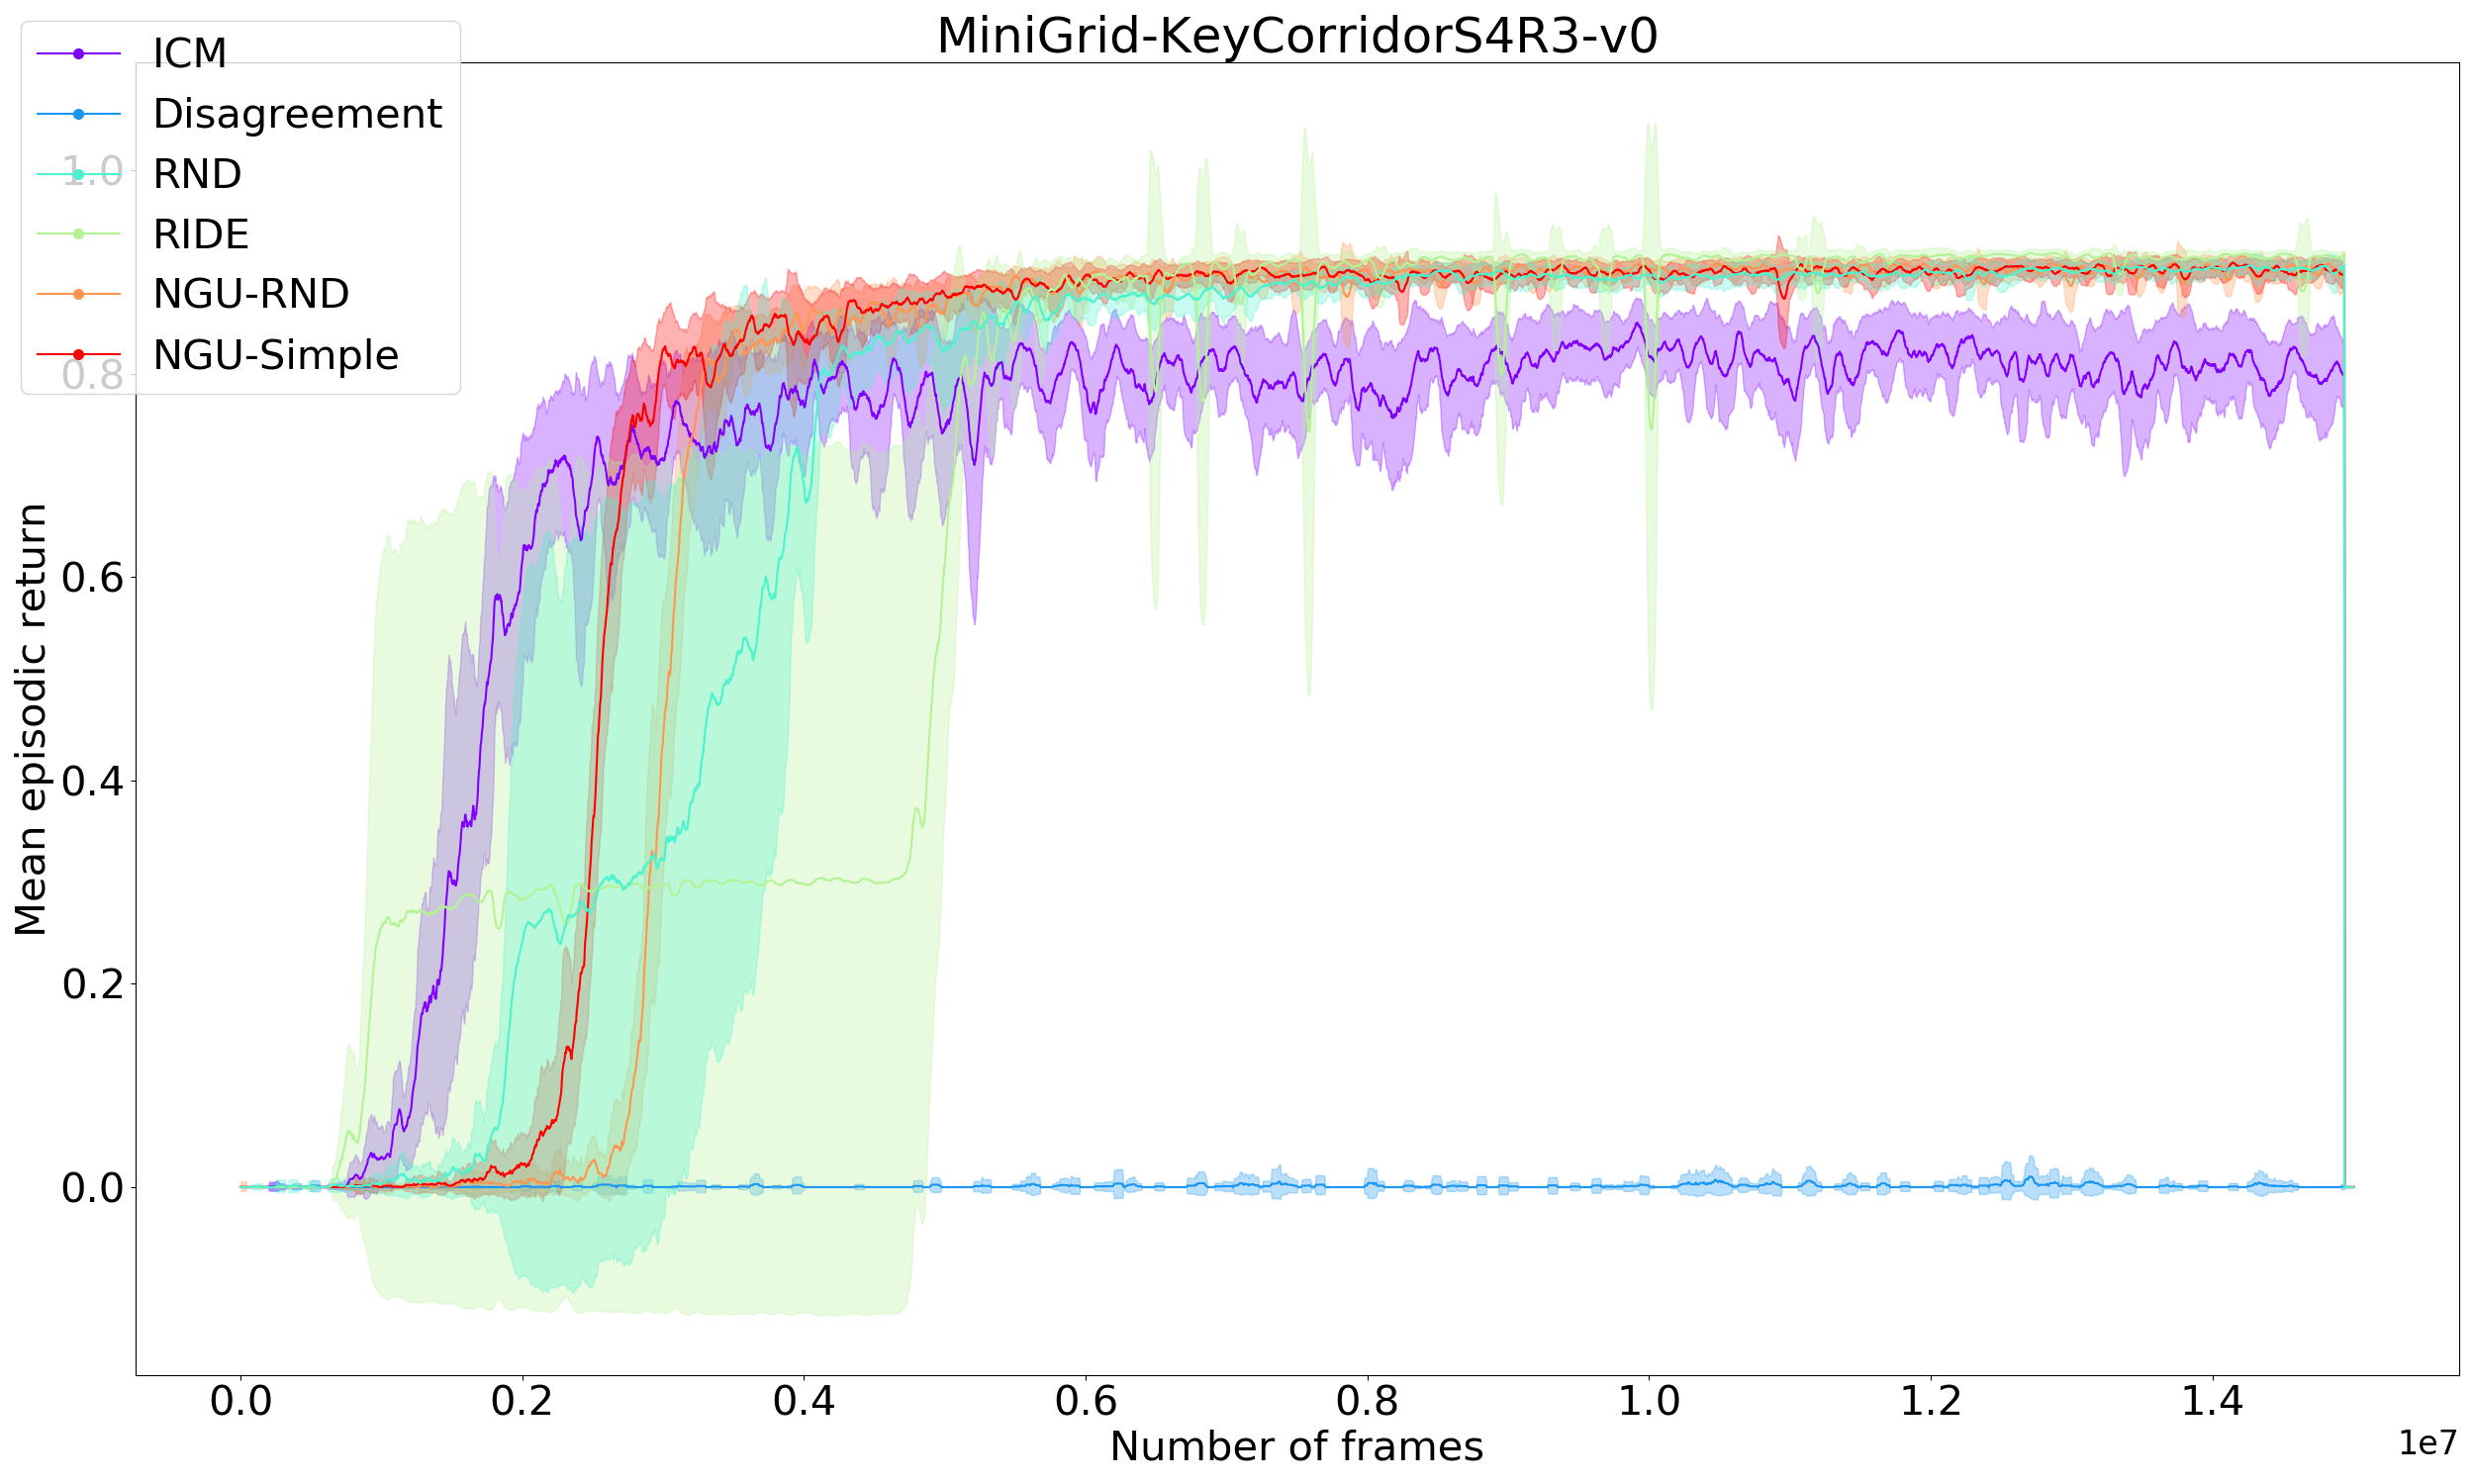 MiniGrid-KeyCorridorS4R3-v0
ICM
Disagreement
RND
RIDE
NGU-RND
NGU-Simple
Mean episodic return
1.0
0.8
0.6
0.4
0.2
0.0
0.0 0.2 0.4 0.6 0.8 1.0 1.2 1.4
1e7
Number of frames